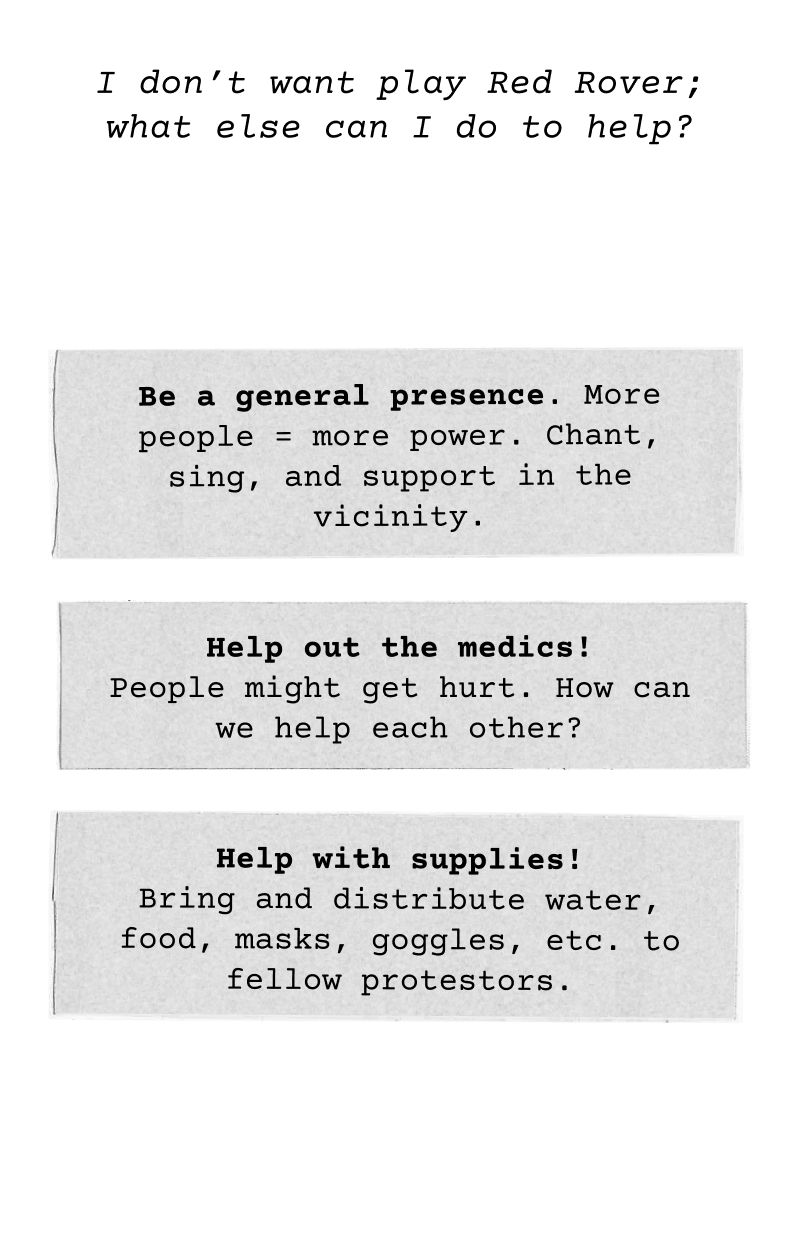 I don’t want play Red Rover;
what else can I do to help?
Be a general presence. More
people = more power. Chant,
sing, and support in the
vicinity.
Help out the medics!
People might get hurt. How can
we help each other?
Help with supplies!
Bring and distribute water,
food, masks, goggles, etc. to
fellow protestors.